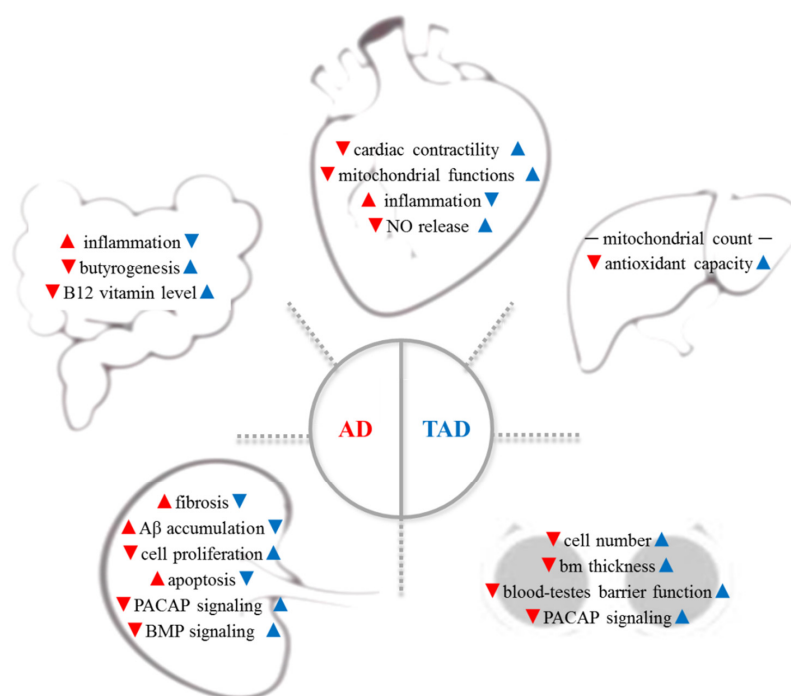 cardiac contractility
mitochondrial functions
inflammation
NO release
inflammation
butyrogenesis
B12 vitamin level
mitochondrial count
antioxidant capacity
AD
TAD
fibrosis
Aβ accumulation
cell proliferation
apoptosis
PACAP signaling
BMP signaling
cell number
bm thickness
blood-testes barrier function
PACAP signaling